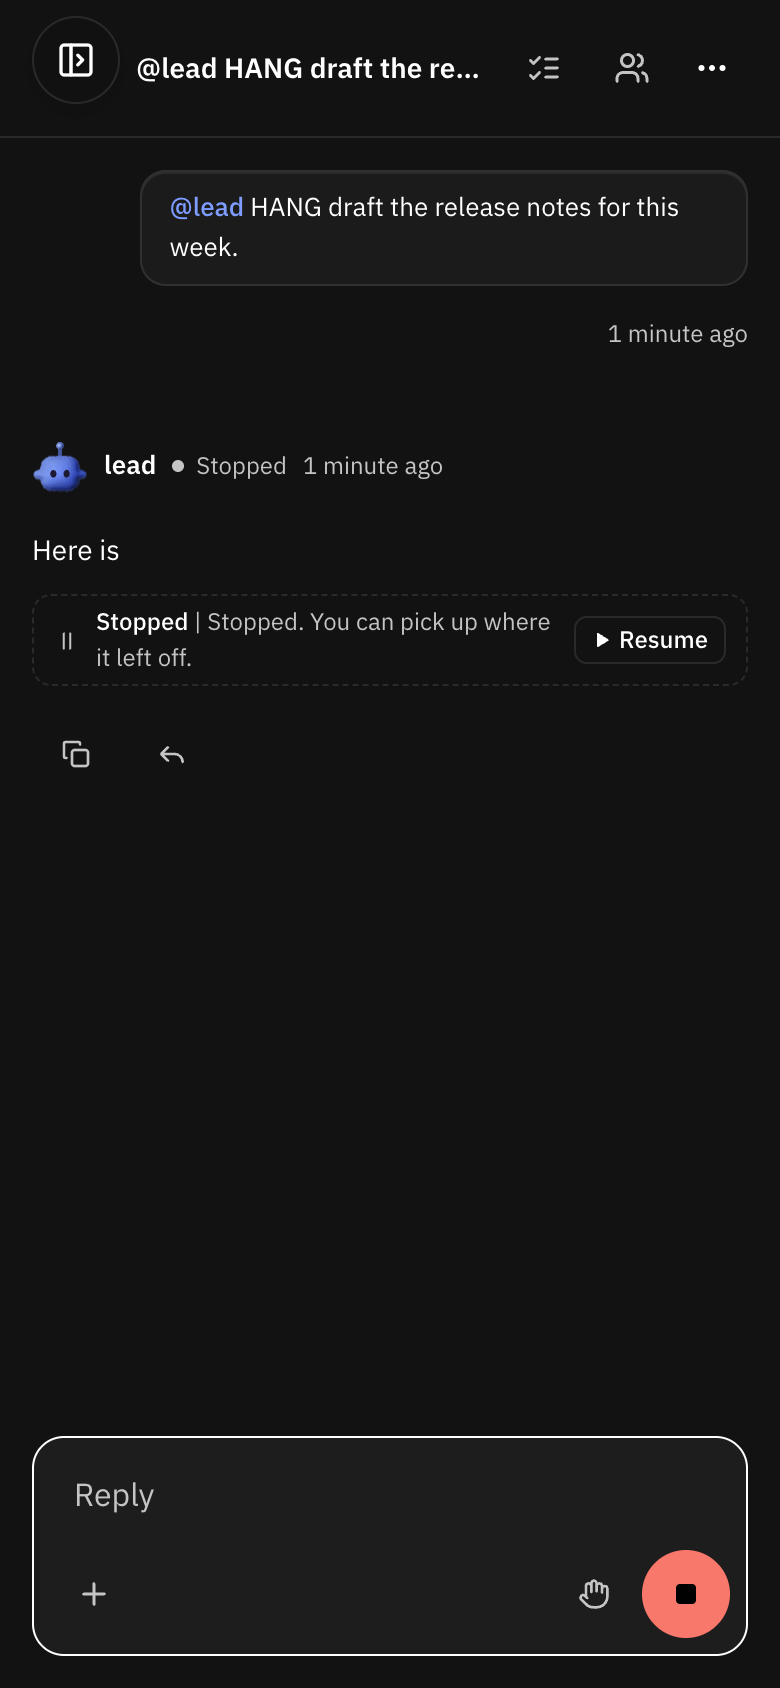 @lead HANG draft the re...
@lead HANG draft the release notes for this
week.
1 minute ago
lead Stopped 1 minute ago
Here is
Stopped | Stopped. You can pick up where
it left off.
Resume
Reply